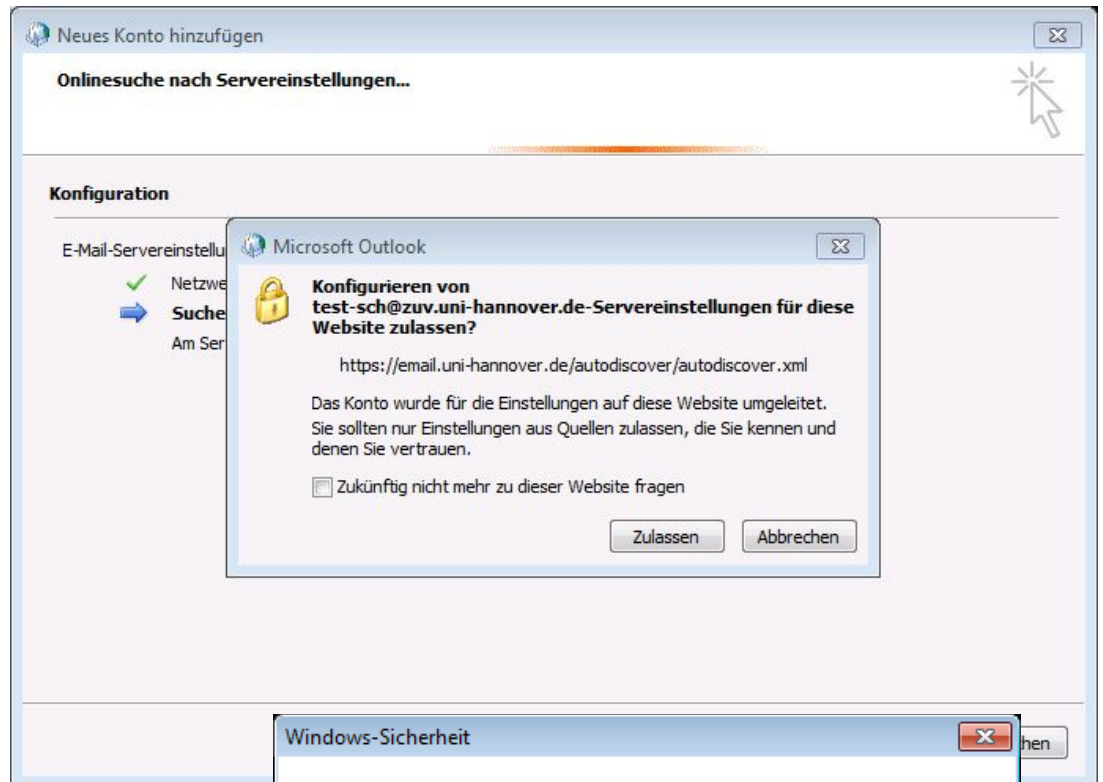 Neues Konto hinzufügen
Onlinesuche nach Servereinstellungen...
Konfiguration
E-Mail-Servereinstellu
Netzwe
Suche
Am Ser
Microsoft Outlook
Konfigurieren von
test-sch@zuv.uni-hannover.de-Servereinstellungen für diese
Website zulassen?
https://email.uni-hannover.de/autodiscover/autodiscover.xml
Das Konto wurde für die Einstellungen auf diese Website umgeleitet.
Sie sollten nur Einstellungen aus Quellen zulassen, die Sie kennen und
denen Sie vertrauen.
Zukünftig nicht mehr zu dieser Website fragen
Zulassen Abbrechen
Windows-Sicherheit
hen